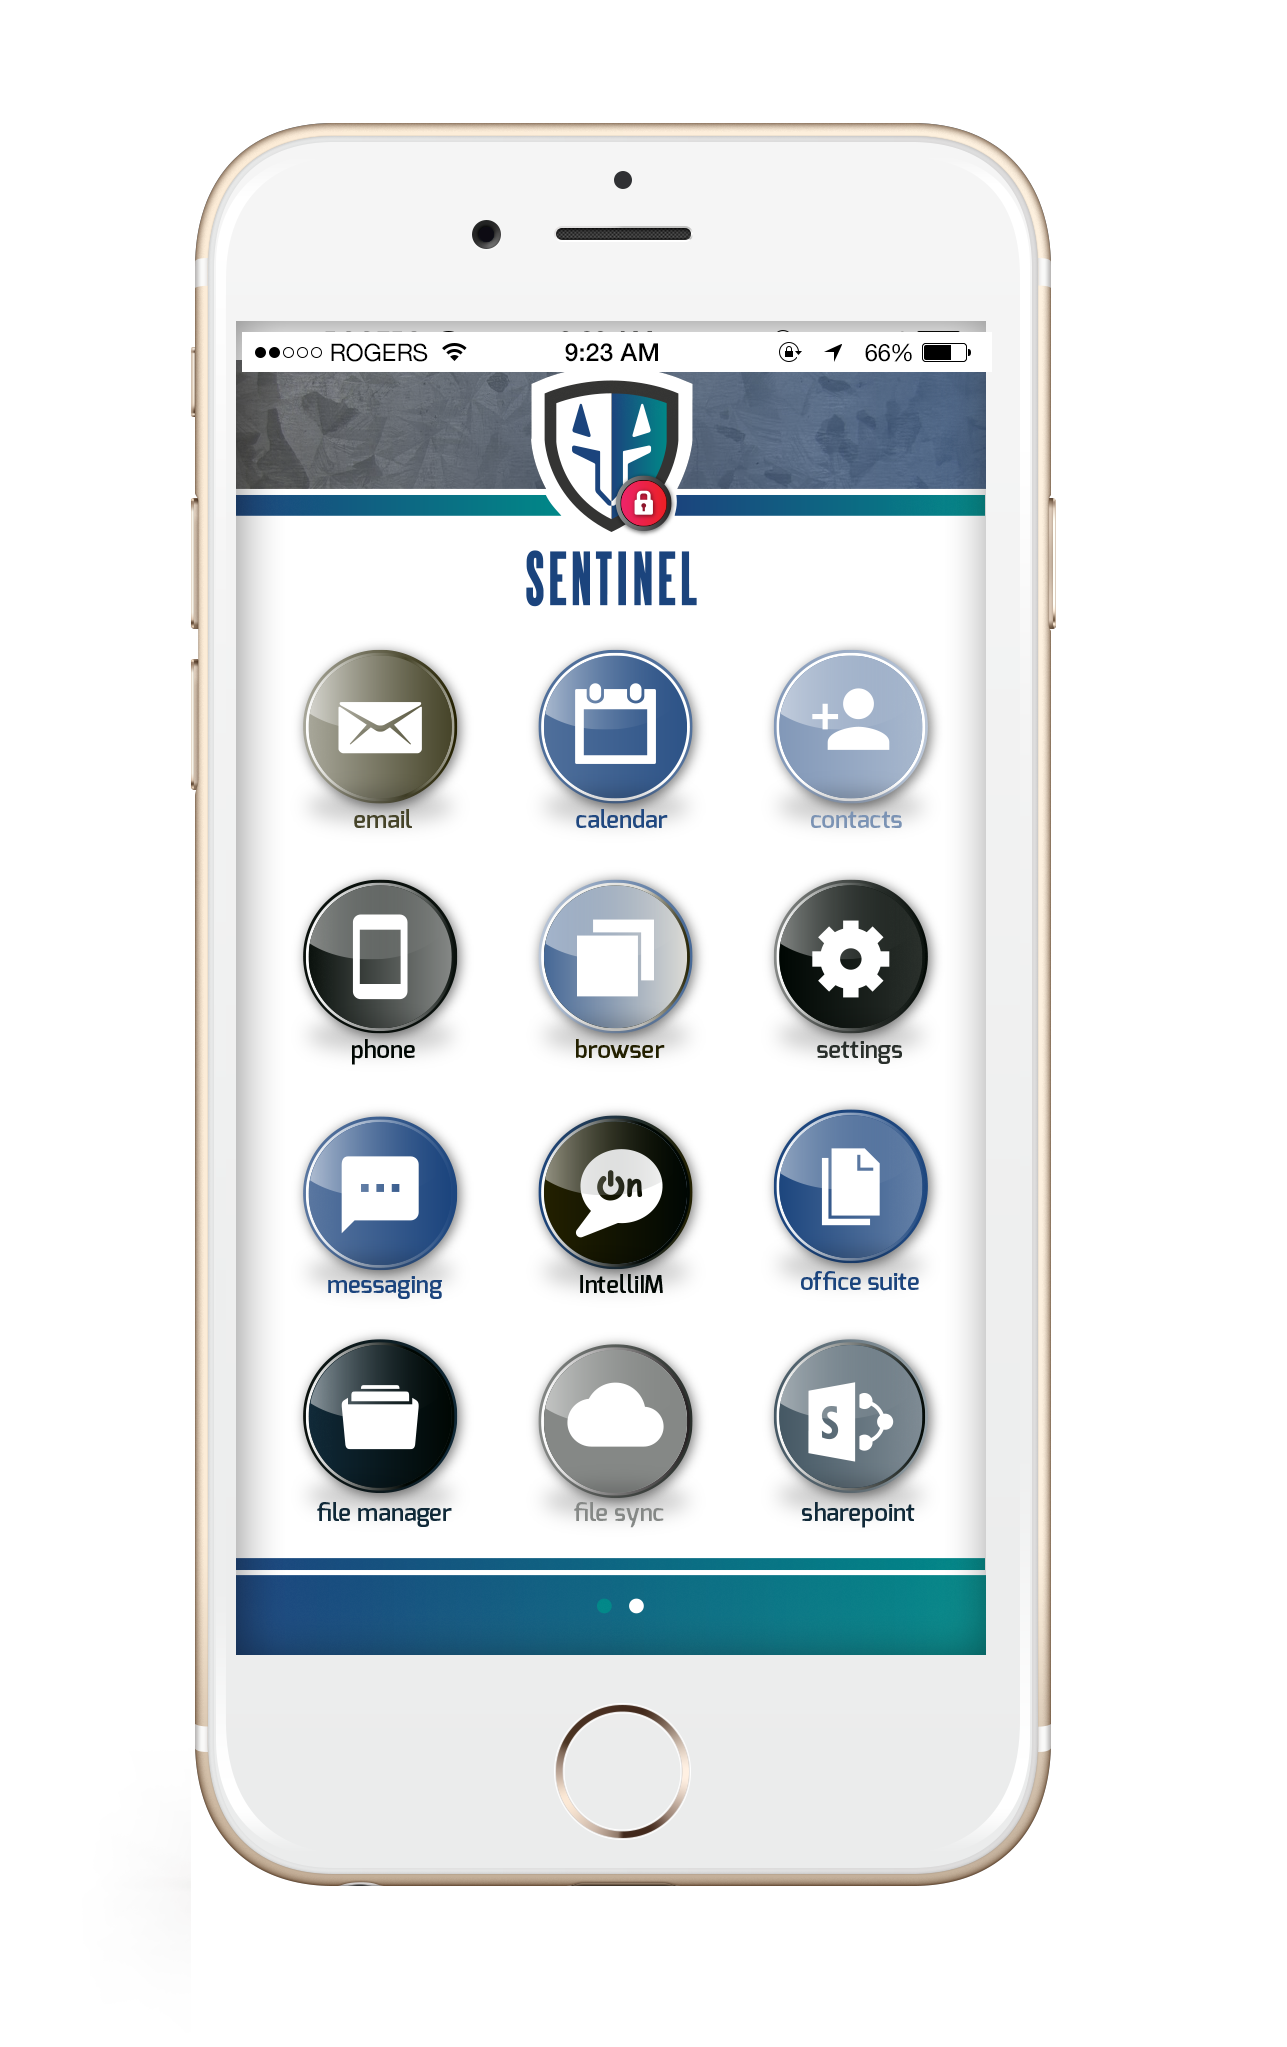 ROGERS 9:23 AM 66%
SENTINEL
email calendar contacts
phone browser settings
On
messaging IntelliIM office suite
S
file manager file sync sharepoint